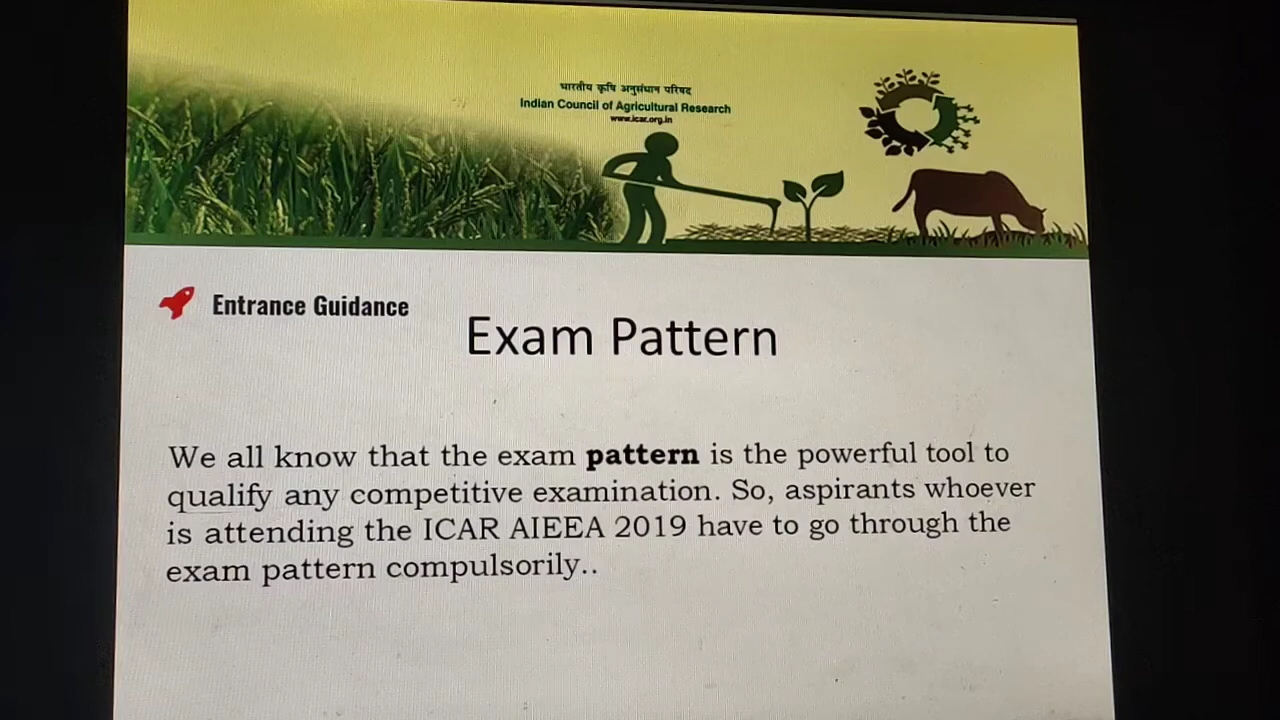 भारतीय कृषि अनुसंधान परिषद
Indian Council of Agricultural Research
www.icar.org.in
Entrance Guidance
Exam Pattern
We all know that the exam pattern is the powerful tool to
qualify any competitive examination. So, aspirants whoever
is attending the ICAR AIEEA 2019 have to go through the
exam pattern compulsorily..